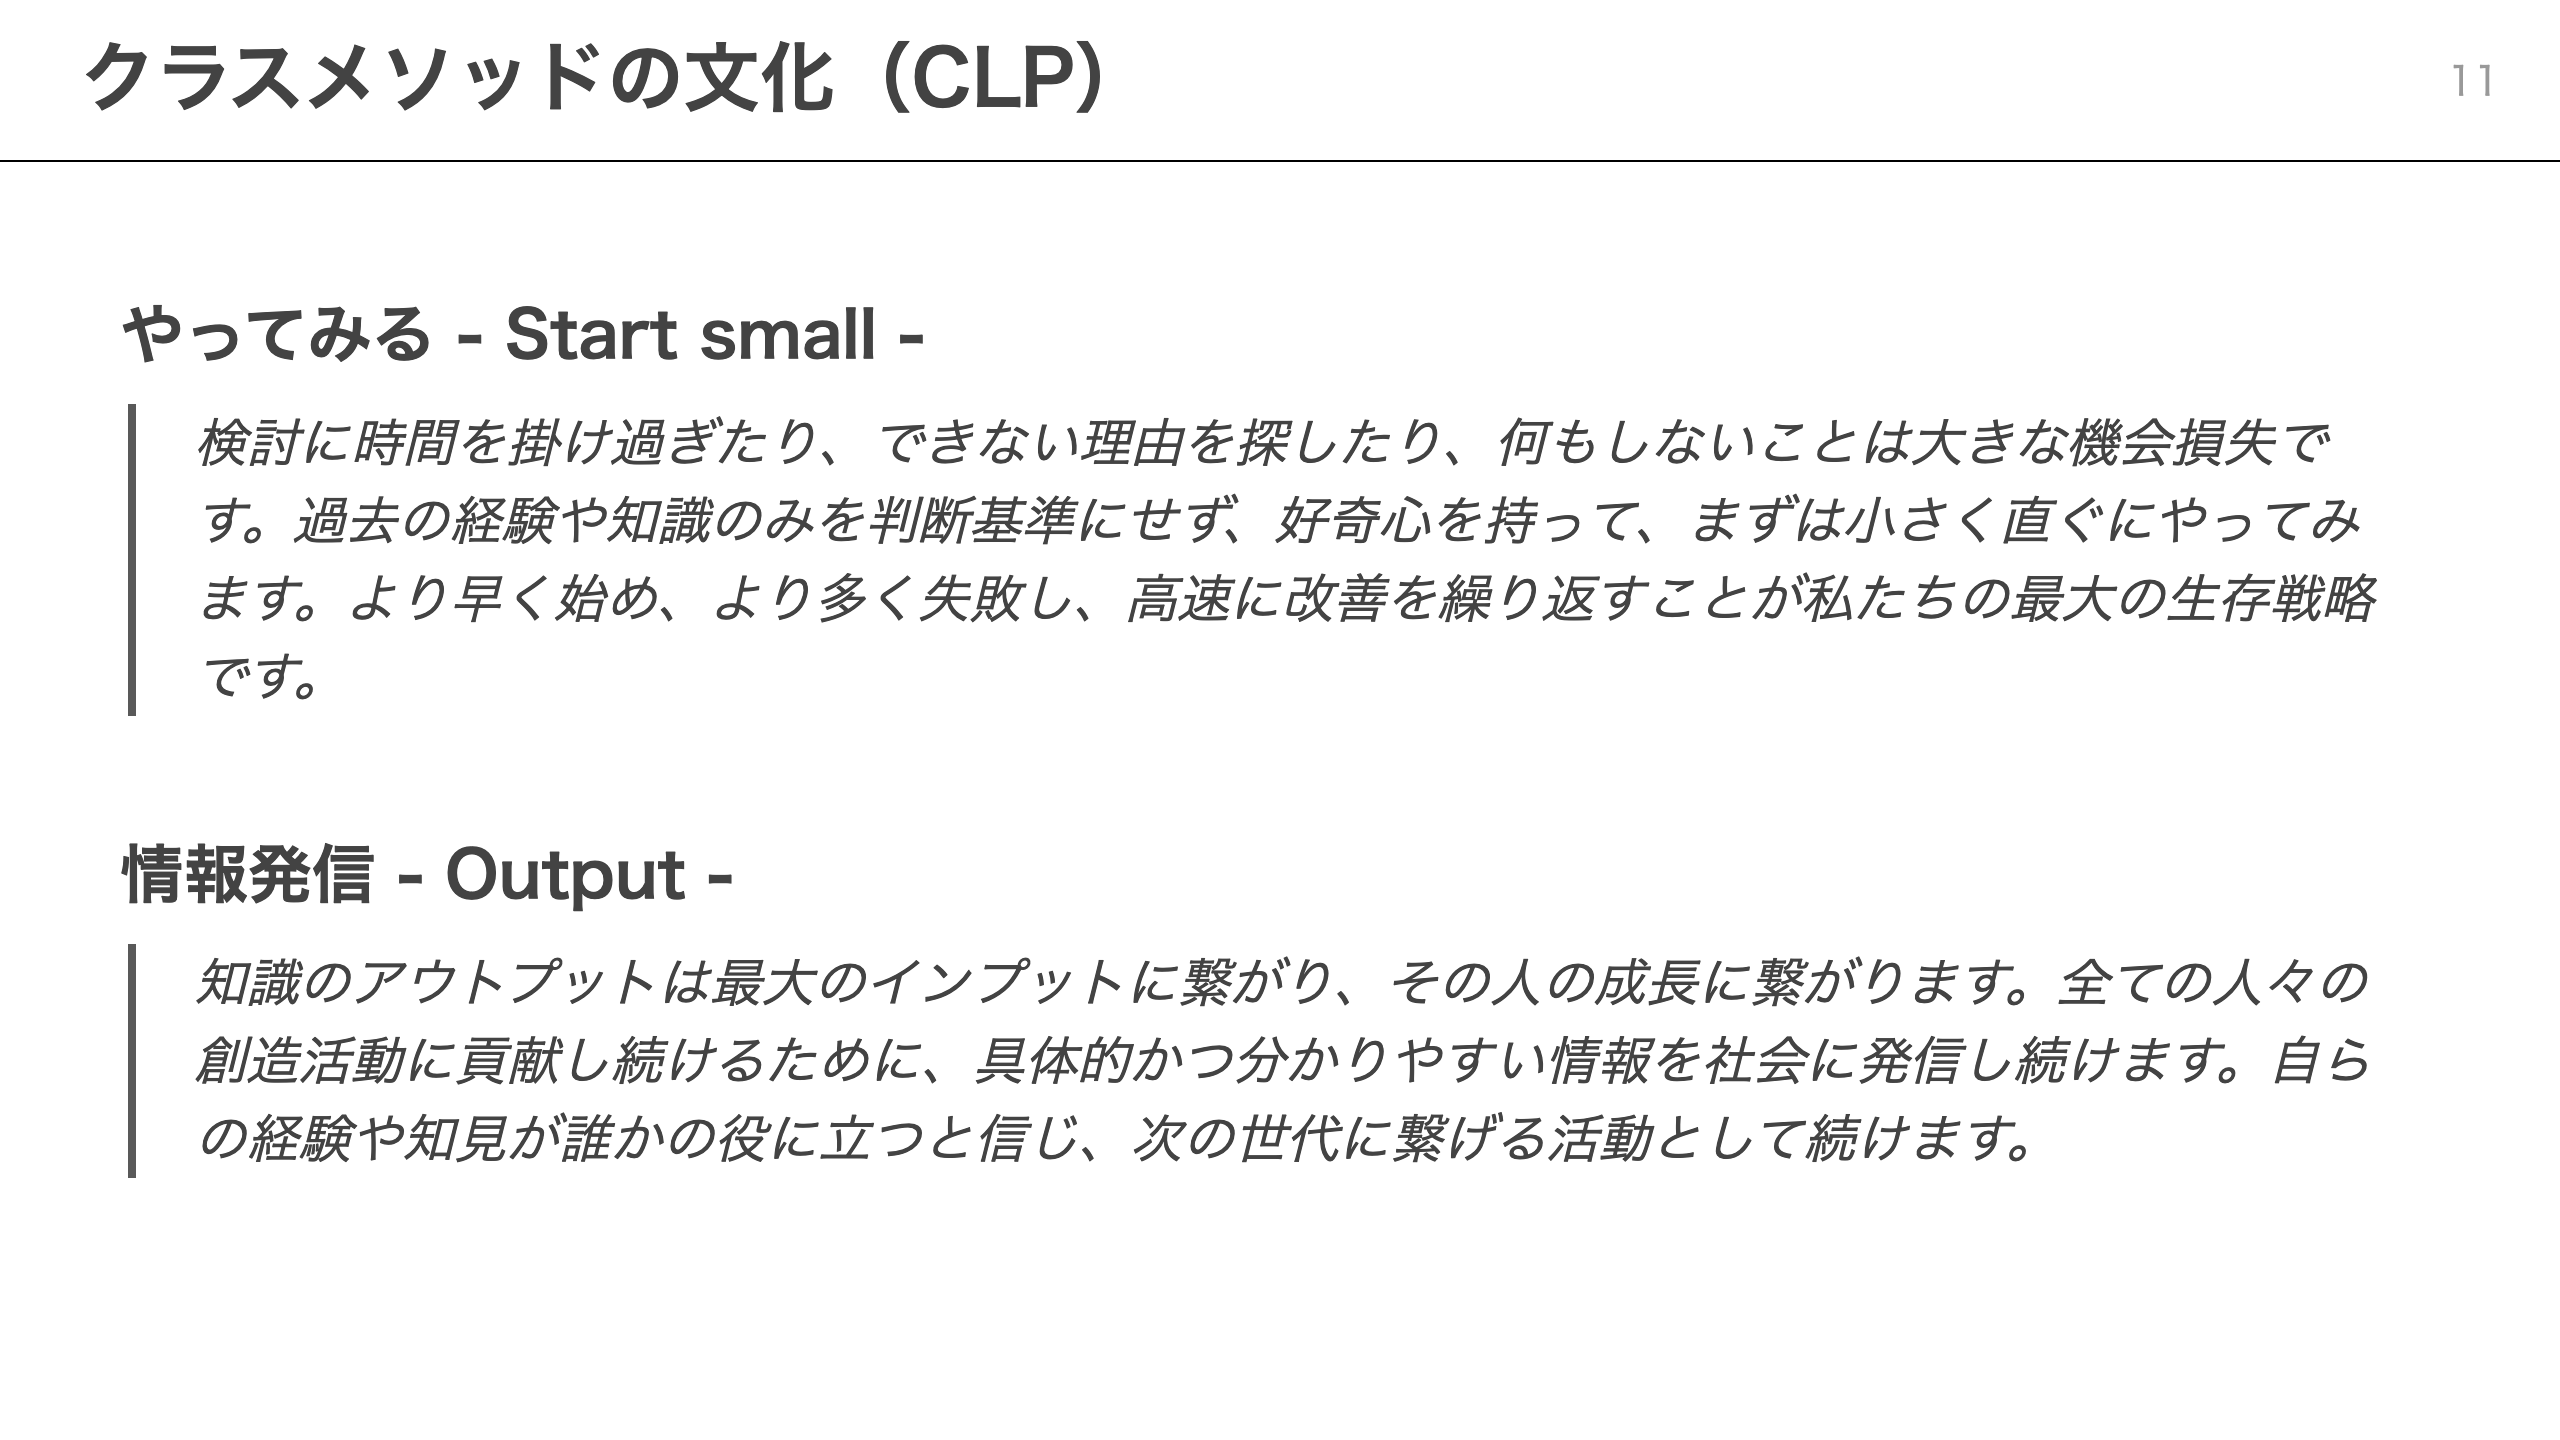 クラスメソッドの文化（CLP）
11
やってみる - Start small -
検討に時間を掛け過ぎたり、できない理由を探したり、何もしないことは大きな機会損失で
す。過去の経験や知識のみを判断基準にせず、好奇心を持って、まずは小さく直ぐにやってみ
ます。より早く始め、より多く失敗し、高速に改善を繰り返すことが私たちの最大の生存戦略
です。
情報発信 - Output -
知識のアウトプットは最大のインプットに繋がり、その人の成長に繋がります。全ての人々の
創造活動に貢献し続けるために、具体的かつ分かりやすい情報を社会に発信し続けます。自ら
の経験や知見が誰かの役に立つと信じ、次の世代に繋げる活動として続けます。